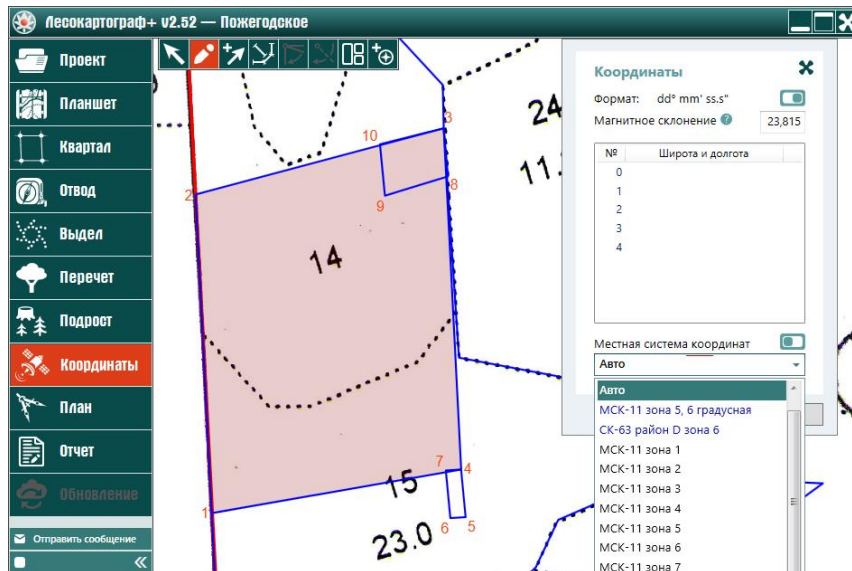 Лесокартограф+ v2.52 — Пожегодское
Проект
Планшет
Квартал
Отвод
Выдел
Перечет
Подрост
Координаты
План
Отчет
Обновление
Отправить сообщение
«
3
10
8
2
9
14
7
4
15
1
6
5
23.0
24
11.
Координаты
Формат: dd° mm' ss.s"
Магнитное склонение ? 23,815
№ Широта и долгота
0
1
2
3
4
Местная система координат
Авто
Авто
МСК-11 зона 5, 6 градусная
СК-63 район D зона 6
МСК-11 зона 1
МСК-11 зона 2
МСК-11 зона 3
МСК-11 зона 4
МСК-11 зона 5
МСК-11 зона 6
МСК-11 зона 7